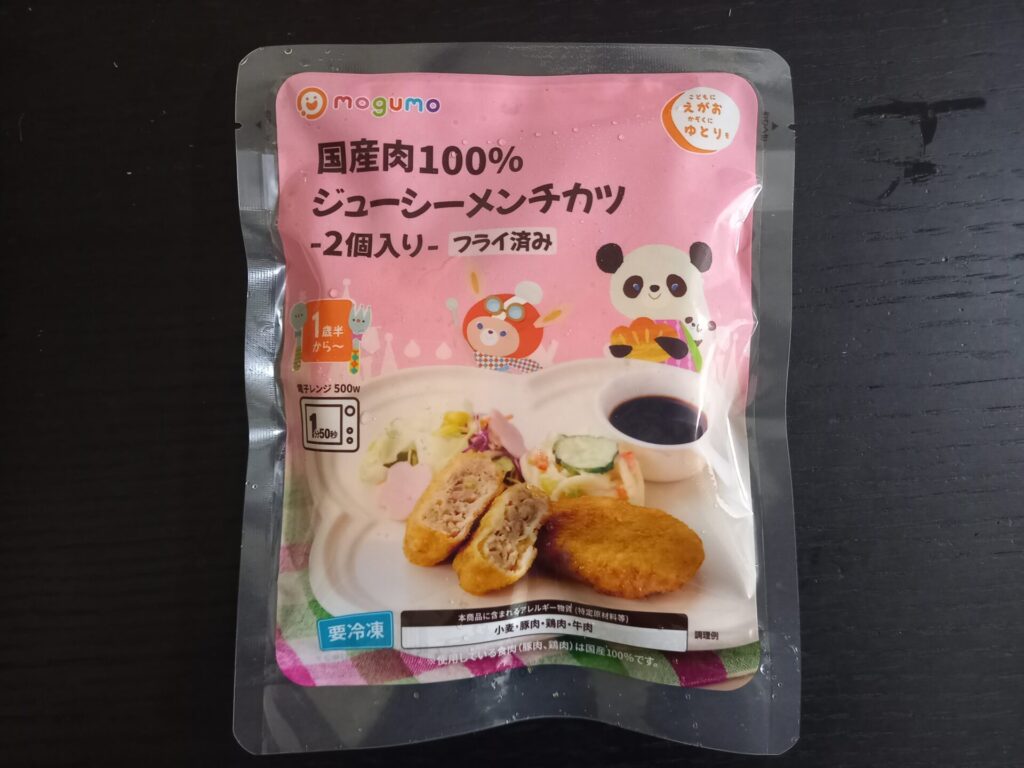 mogumo
こどもに
えがお
かぞくに
ゆとりを
国産肉100%
ジューシーメンチカツ
-2個入り- フライ済み
1歳半
から～
電子レンジ 500W
1分50秒
要冷凍
本商品に含まれるアレルギー物質(特定原材料等)
小麦・豚肉・鶏肉・牛肉
調理例
※使用している食肉(豚肉、鶏肉)は国産100%です。